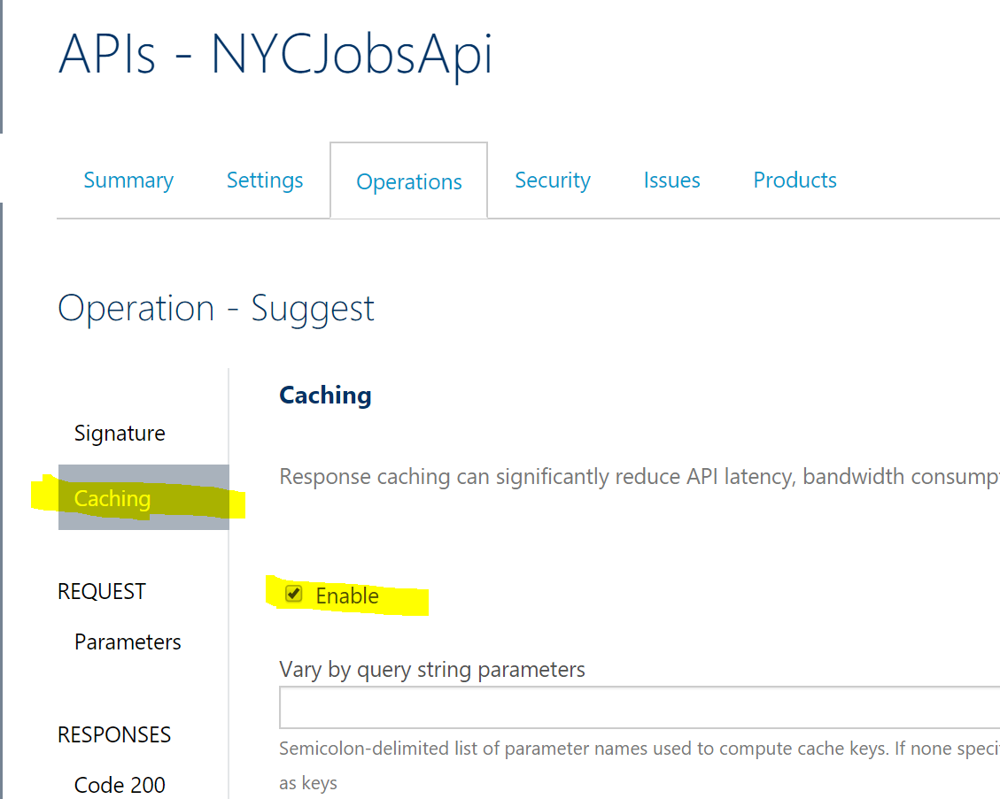 APIs - NYCJobsApi
Summary Settings Operations Security Issues Products
Operation - Suggest
Caching
Signature
Response caching can significantly reduce API latency, bandwidth consump
Caching
REQUEST
Enable
Parameters
Vary by query string parameters
RESPONSES
Semicolon-delimited list of parameter names used to compute cache keys. If none speci
as keys
Code 200